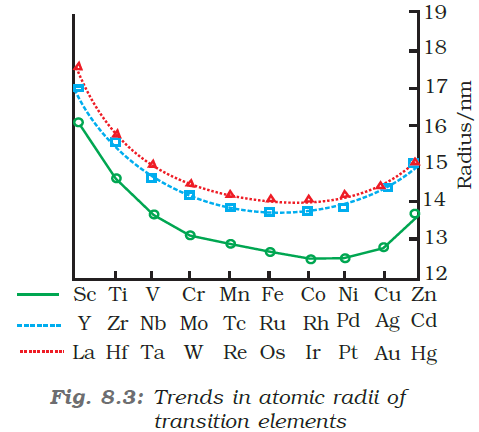 19
18
17
16
15
14
13
12
Radius/nm
Sc Ti V Cr Mn Fe Co Ni Cu Zn
Y Zr Nb Mo Tc Ru Rh Pd Ag Cd
La Hf Ta W Re Os Ir Pt Au Hg
Fig. 8.3: Trends in atomic radii of
transition elements